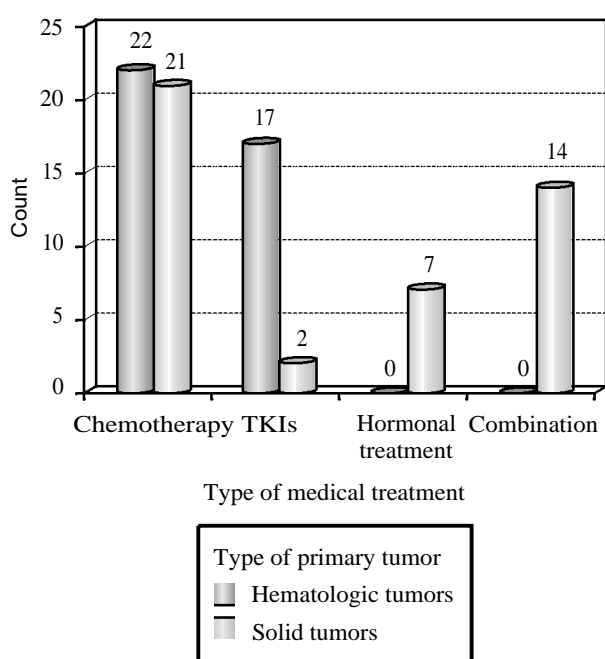 25
22
21
20
17
15
14
10
7
5
2
0
0
0
Count
Chemotherapy TKIs
Hormonal treatment
Combination
Type of medical treatment
Type of primary tumor
Hematologic tumors
Solid tumors